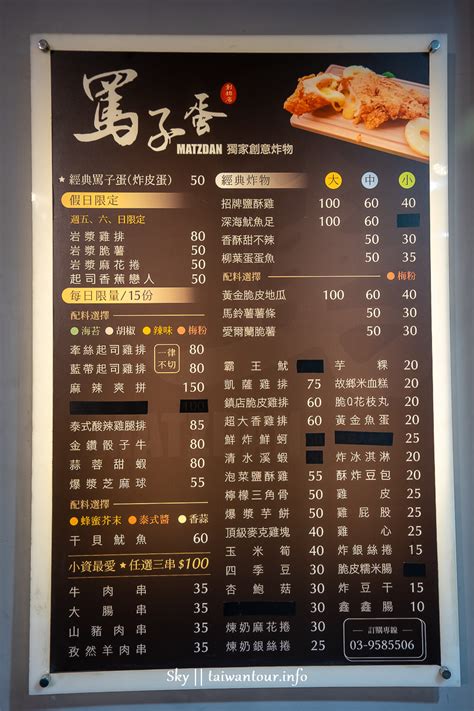 罵子蛋
創始店
MATZDAN 獨家創意炸物
★ 經典罵子蛋(炸皮蛋) 50
假日限定
週五、六、日限定
岩漿雞排 80
岩漿脆薯 50
岩漿麻花捲 50
起司香蕉戀人 50
每日限量/15份
配料選擇
海苔 胡椒 辣味 梅粉
牽絲起司雞排 80
藍帶起司雞排 80
一律不切
麻辣爽拼 150
100
泰式酸辣雞腿排 85
金鑽骰子牛 80
蒜蓉甜蝦 80
爆漿芝麻球 55
配料選擇
蜂蜜芥末 泰式醬 香蒜
干貝魷魚 60
小資最愛★任選三串$100
牛肉串 35
大腸串 35
山豬肉串 35
孜然羊肉串 35
經典炸物 大 中 小
招牌鹽酥雞 100 60 40
深海魷魚足 100 60
香酥甜不辣 50 30
柳葉蛋蛋魚 50 30
配料選擇 梅粉
黃金脆皮地瓜 100 60 40
馬鈴薯薯條 50 30
愛爾蘭脆薯 50 30
霸王魷
凱薩雞排 75
鎮店脆皮雞排 60
超大香雞排 60
鮮炸鮮蚵
清水溪蝦
泡菜鹽酥雞 50
檸檬三角骨 50
爆漿芋餅 50
頂級麥克雞塊 40
玉米筍 40
四季豆 30
杏鮑菇 30
煉奶麻花捲 30
煉奶銀絲捲 30
芋粿 20
故鄉米血糕 20
脆Q花枝丸 20
黃金魚蛋 20
炸冰淇淋 20
酥炸豆包 20
雞皮 25
雞屁股 25
雞心 25
炸銀絲捲 25
脆皮糯米腸
炸豆干 15
鑫鑫腸 10
訂購專線
03-9585506
Sky || taiwantour.info